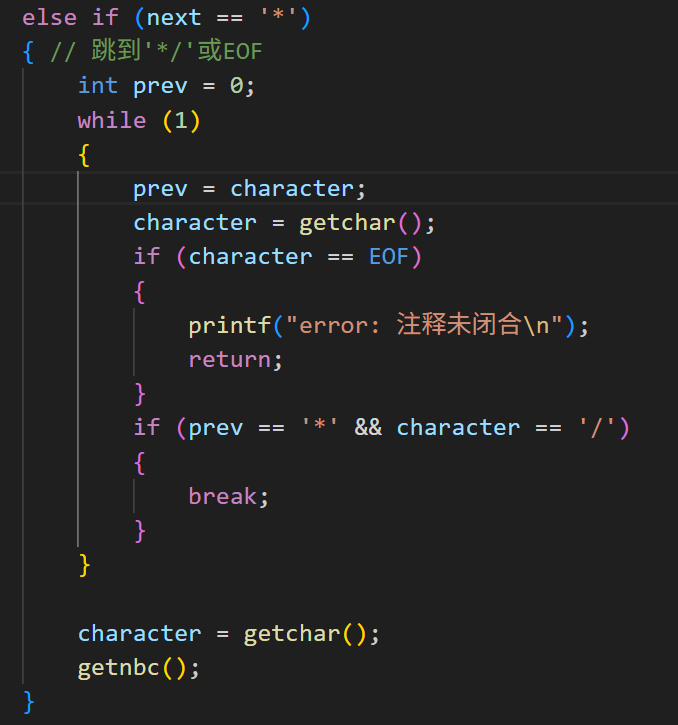 else if (next == '*')
{ // 跳到'*/'或EOF
    int prev = 0;
    while (1)
    {
        prev = character;
        character = getchar();
        if (character == EOF)
        {
            printf("error: 注释未闭合\n");
            return;
        }
        if (prev == '*' && character == '/')
        {
            break;
        }
    }

    character = getchar();
    getnbc();
}